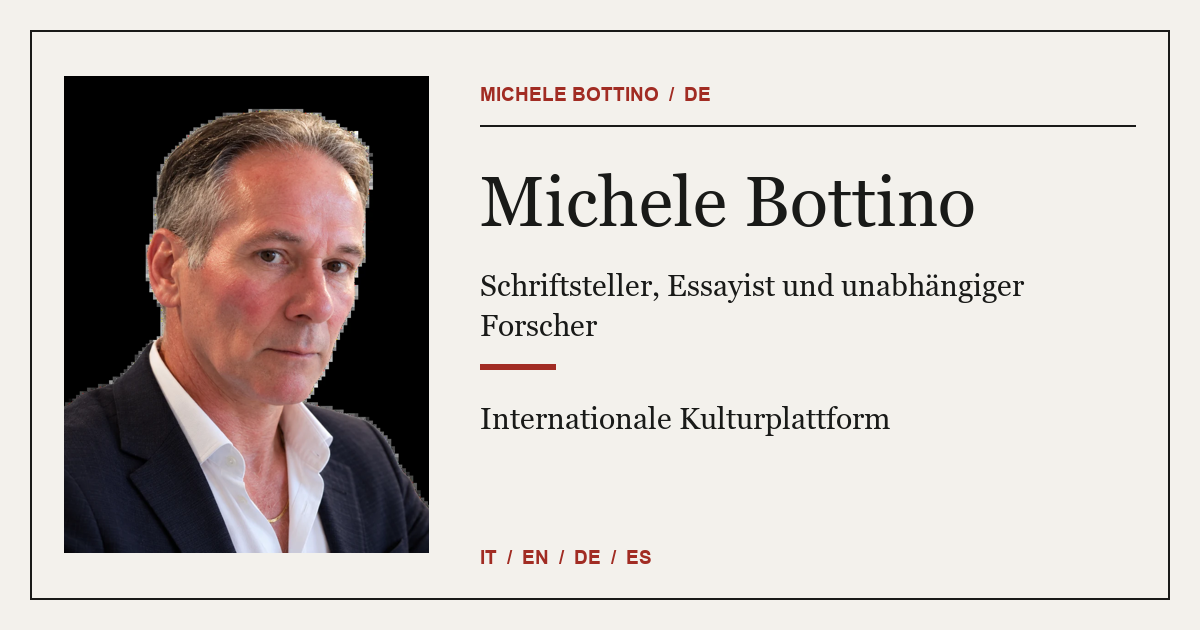 MICHELE BOTTINO / DE
Michele Bottino
Schriftsteller, Essayist und unabhängiger
Forscher
Internationale Kulturplattform
IT / EN / DE / ES